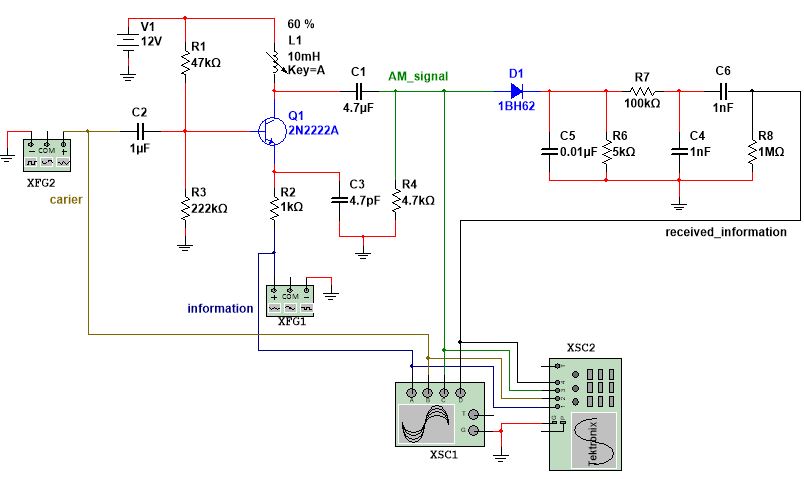 V1
12V
R1
47kΩ
60 %
L1
10mH
Key=A
C1
4.7µF
AM_signal
D1
1BH62
R7
100kΩ
C6
1nF
C2
1µF
Q1
2N2222A
C5
0.01µF
R6
5kΩ
C4
1nF
R8
1MΩ
XFG2
COM
carier
R3
222kΩ
R2
1kΩ
C3
4.7pF
R4
4.7kΩ
received_information
information
COM
XFG1
XSC2
A
B
C
D
T
G
XSC1
Tektronix